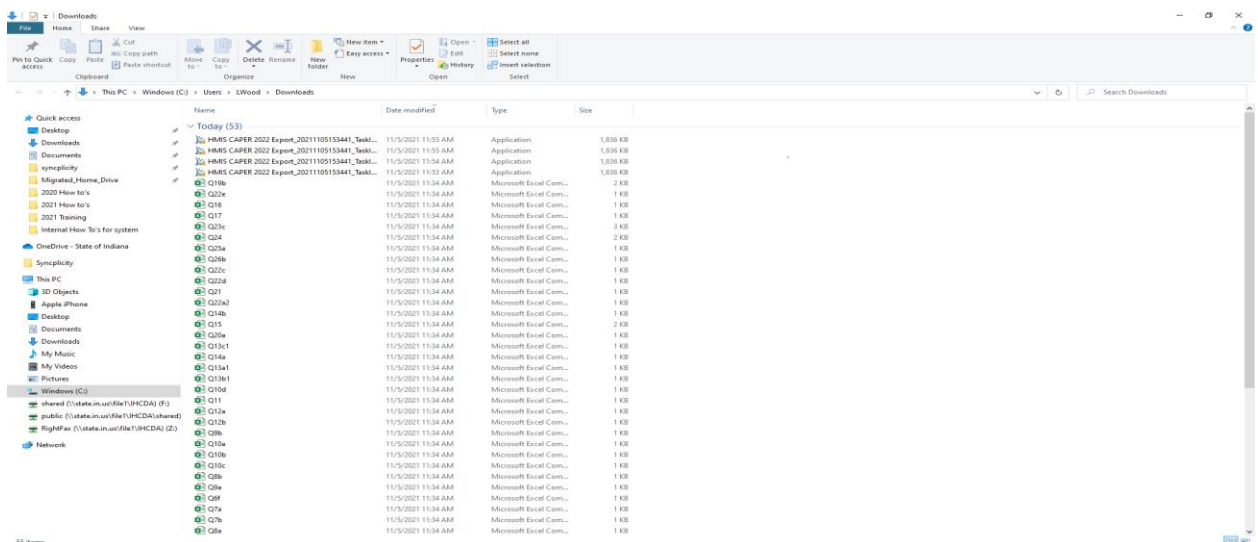 Downloads
File Home Share View
Pin to Quick access Copy Paste Cut Copy path Paste shortcut Move to Copy to Delete Rename New folder New item Easy access Properties Open Edit History Select all Select none Invert selection
Clipboard Organize New Open Select
This PC > Windows (C:) > Users > LWood > Downloads Search Downloads
Name Date modified Type Size
Quick access
Desktop
Downloads
Documents
syncplicity
Migrated_Home_Drive
2020 How to's
2021 How to's
2021 Training
Internal How To's for system
OneDrive - State of Indiana
Syncplicity
This PC
3D Objects
Apple iPhone
Desktop
Documents
Downloads
My Music
My Videos
Pictures
Windows (C:)
shared (\\state.in.us\file1\IHCDA) (F:)
public (\\state.in.us\file1\IHCDA\shared)
RightFax (\\state.in.us\file1\IHCDA) (Z:)
Network
Today (53)
HMIS CAPER 2022 Export_20211105153441_Taskl... 11/5/2021 11:55 AM Application 1,836 KB
HMIS CAPER 2022 Export_20211105153441_Taskl... 11/5/2021 11:55 AM Application 1,836 KB
HMIS CAPER 2022 Export_20211105153441_Taskl... 11/5/2021 11:54 AM Application 1,836 KB
HMIS CAPER 2022 Export_20211105153441_Taskl... 11/5/2021 11:53 AM Application 1,836 KB
Q19b 11/5/2021 11:34 AM Microsoft Excel Com... 2 KB
Q22e 11/5/2021 11:34 AM Microsoft Excel Com... 1 KB
Q16 11/5/2021 11:34 AM Microsoft Excel Com... 1 KB
Q17 11/5/2021 11:34 AM Microsoft Excel Com... 1 KB
Q23c 11/5/2021 11:34 AM Microsoft Excel Com... 3 KB
Q24 11/5/2021 11:34 AM Microsoft Excel Com... 2 KB
Q25a 11/5/2021 11:34 AM Microsoft Excel Com... 1 KB
Q26b 11/5/2021 11:34 AM Microsoft Excel Com... 1 KB
Q22c 11/5/2021 11:34 AM Microsoft Excel Com... 1 KB
Q22d 11/5/2021 11:34 AM Microsoft Excel Com... 1 KB
Q21 11/5/2021 11:34 AM Microsoft Excel Com... 1 KB
Q22a2 11/5/2021 11:34 AM Microsoft Excel Com... 1 KB
Q14b 11/5/2021 11:34 AM Microsoft Excel Com... 1 KB
Q15 11/5/2021 11:34 AM Microsoft Excel Com... 2 KB
Q20a 11/5/2021 11:34 AM Microsoft Excel Com... 1 KB
Q13c1 11/5/2021 11:34 AM Microsoft Excel Com... 1 KB
Q14a 11/5/2021 11:34 AM Microsoft Excel Com... 1 KB
Q13a1 11/5/2021 11:34 AM Microsoft Excel Com... 1 KB
Q13b1 11/5/2021 11:34 AM Microsoft Excel Com... 1 KB
Q10d 11/5/2021 11:34 AM Microsoft Excel Com... 1 KB
Q11 11/5/2021 11:34 AM Microsoft Excel Com... 1 KB
Q12a 11/5/2021 11:34 AM Microsoft Excel Com... 1 KB
Q12b 11/5/2021 11:34 AM Microsoft Excel Com... 1 KB
Q9b 11/5/2021 11:34 AM Microsoft Excel Com... 1 KB
Q10a 11/5/2021 11:34 AM Microsoft Excel Com... 1 KB
Q10b 11/5/2021 11:34 AM Microsoft Excel Com... 1 KB
Q10c 11/5/2021 11:34 AM Microsoft Excel Com... 1 KB
Q8b 11/5/2021 11:34 AM Microsoft Excel Com... 1 KB
Q9a 11/5/2021 11:34 AM Microsoft Excel Com... 1 KB
Q6f 11/5/2021 11:34 AM Microsoft Excel Com... 1 KB
Q7a 11/5/2021 11:34 AM Microsoft Excel Com... 1 KB
Q7b 11/5/2021 11:34 AM Microsoft Excel Com... 1 KB
Q8a 11/5/2021 11:34 AM Microsoft Excel Com... 1 KB